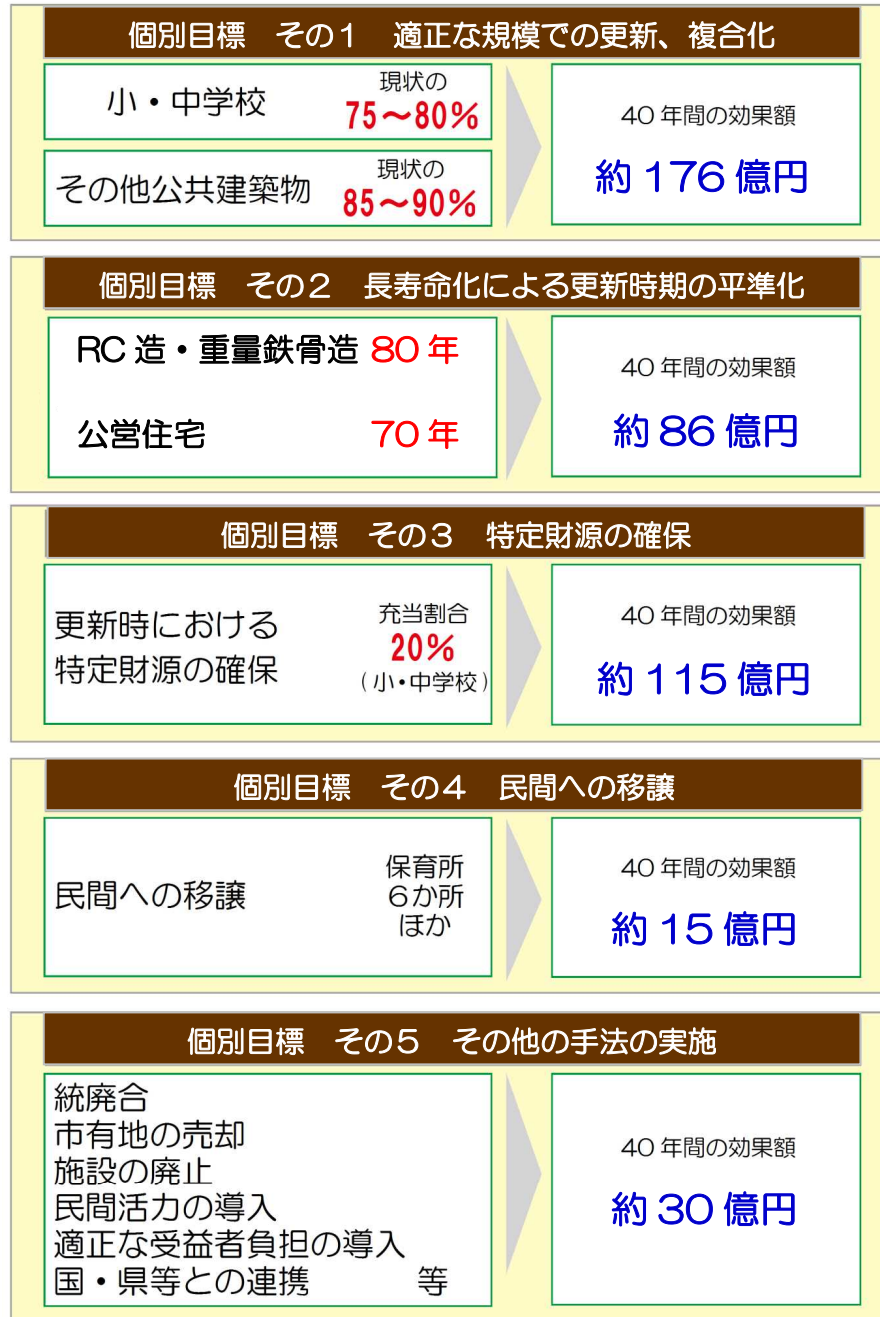 個別目標　その１　適正な規模での更新、複合化
小・中学校
現状の
75～80％
その他公共建築物
現状の
85～90％
40年間の効果額
約176億円
個別目標　その２　長寿命化による更新時期の平準化
RC造・重量鉄骨造 80年
公営住宅 70年
40年間の効果額
約86億円
個別目標　その３　特定財源の確保
更新時における
特定財源の確保
充当割合
20％
(小・中学校)
40年間の効果額
約115億円
個別目標　その４　民間への移譲
民間への移譲
保育所
６か所
ほか
40年間の効果額
約15億円
個別目標　その５　その他の手法の実施
統廃合
市有地の売却
施設の廃止
民間活力の導入
適正な受益者負担の導入
国・県等との連携　　　等
40年間の効果額
約30億円